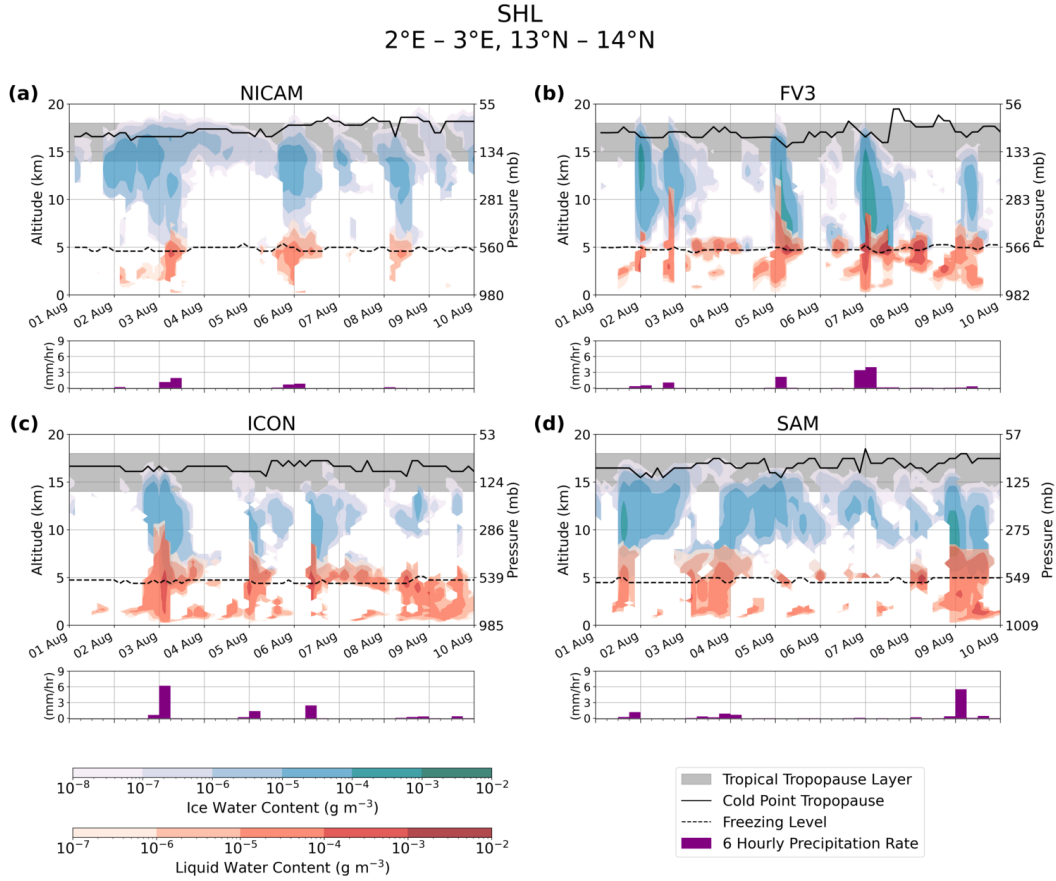 SHL
2°E – 3°E, 13°N – 14°N
(a) NICAM
20
15
10
5
0
Altitude (km)
55
134
281
560
980
Pressure (mb)
01 Aug 02 Aug 03 Aug 04 Aug 05 Aug 06 Aug 07 Aug 08 Aug 09 Aug 10 Aug
9
6
3
0
(mm/hr)
(b) FV3
20
15
10
5
0
Altitude (km)
56
133
283
566
982
Pressure (mb)
01 Aug 02 Aug 03 Aug 04 Aug 05 Aug 06 Aug 07 Aug 08 Aug 09 Aug 10 Aug
9
6
3
0
(mm/hr)
(c) ICON
20
15
10
5
0
Altitude (km)
53
124
286
539
985
Pressure (mb)
01 Aug 02 Aug 03 Aug 04 Aug 05 Aug 06 Aug 07 Aug 08 Aug 09 Aug 10 Aug
9
6
3
0
(mm/hr)
(d) SAM
20
15
10
5
0
Altitude (km)
57
125
275
549
1009
Pressure (mb)
01 Aug 02 Aug 03 Aug 04 Aug 05 Aug 06 Aug 07 Aug 08 Aug 09 Aug 10 Aug
9
6
3
0
(mm/hr)
10⁻⁸ 10⁻⁷ 10⁻⁶ 10⁻⁵ 10⁻⁴ 10⁻³ 10⁻²
Ice Water Content (g m⁻³)
10⁻⁷ 10⁻⁶ 10⁻⁵ 10⁻⁴ 10⁻³ 10⁻²
Liquid Water Content (g m⁻³)
Tropical Tropopause Layer
Cold Point Tropopause
Freezing Level
6 Hourly Precipitation Rate